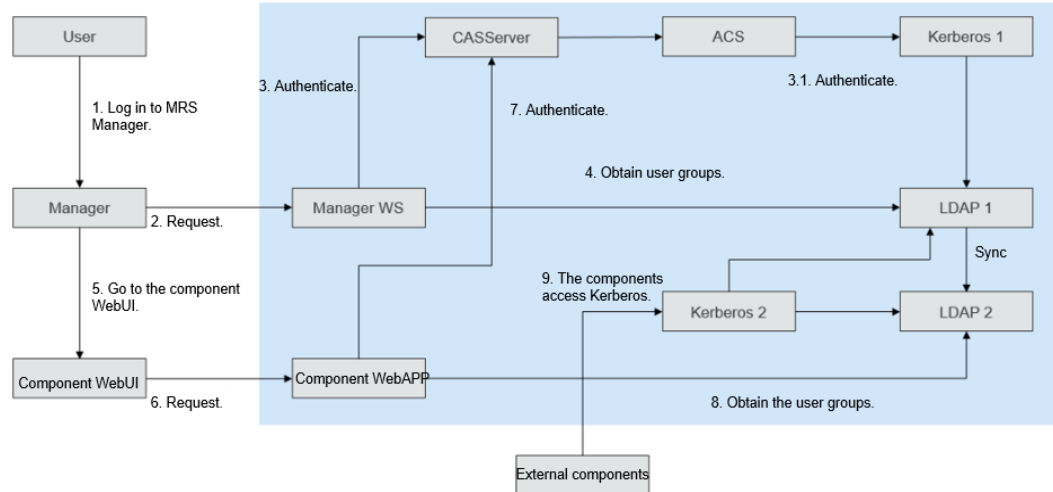 User
CASServer
ACS
Kerberos 1
3. Authenticate.
3.1. Authenticate.
1. Log in to MRS
Manager.
7. Authenticate.
4. Obtain user groups.
Manager
2. Request.
Manager WS
LDAP 1
Sync
5. Go to the component
WebUI.
9. The components
access Kerberos.
Kerberos 2
LDAP 2
Component WebUI
6. Request.
Component WebAPP
8. Obtain the user groups.
External components